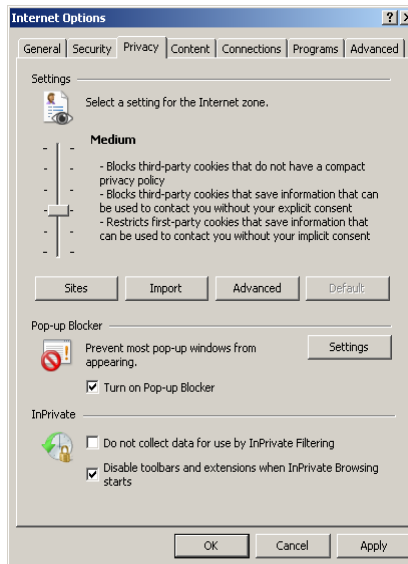 Internet Options
General Security Privacy Content Connections Programs Advanced
Settings
Select a setting for the Internet zone.
Medium
- Blocks third-party cookies that do not have a compact
privacy policy
- Blocks third-party cookies that save information that can
be used to contact you without your explicit consent
- Restricts first-party cookies that save information that
can be used to contact you without your implicit consent
Sites Import Advanced Default
Pop-up Blocker
Prevent most pop-up windows from
appearing.
Settings
Turn on Pop-up Blocker
InPrivate
Do not collect data for use by InPrivate Filtering
Disable toolbars and extensions when InPrivate Browsing
starts
OK Cancel Apply